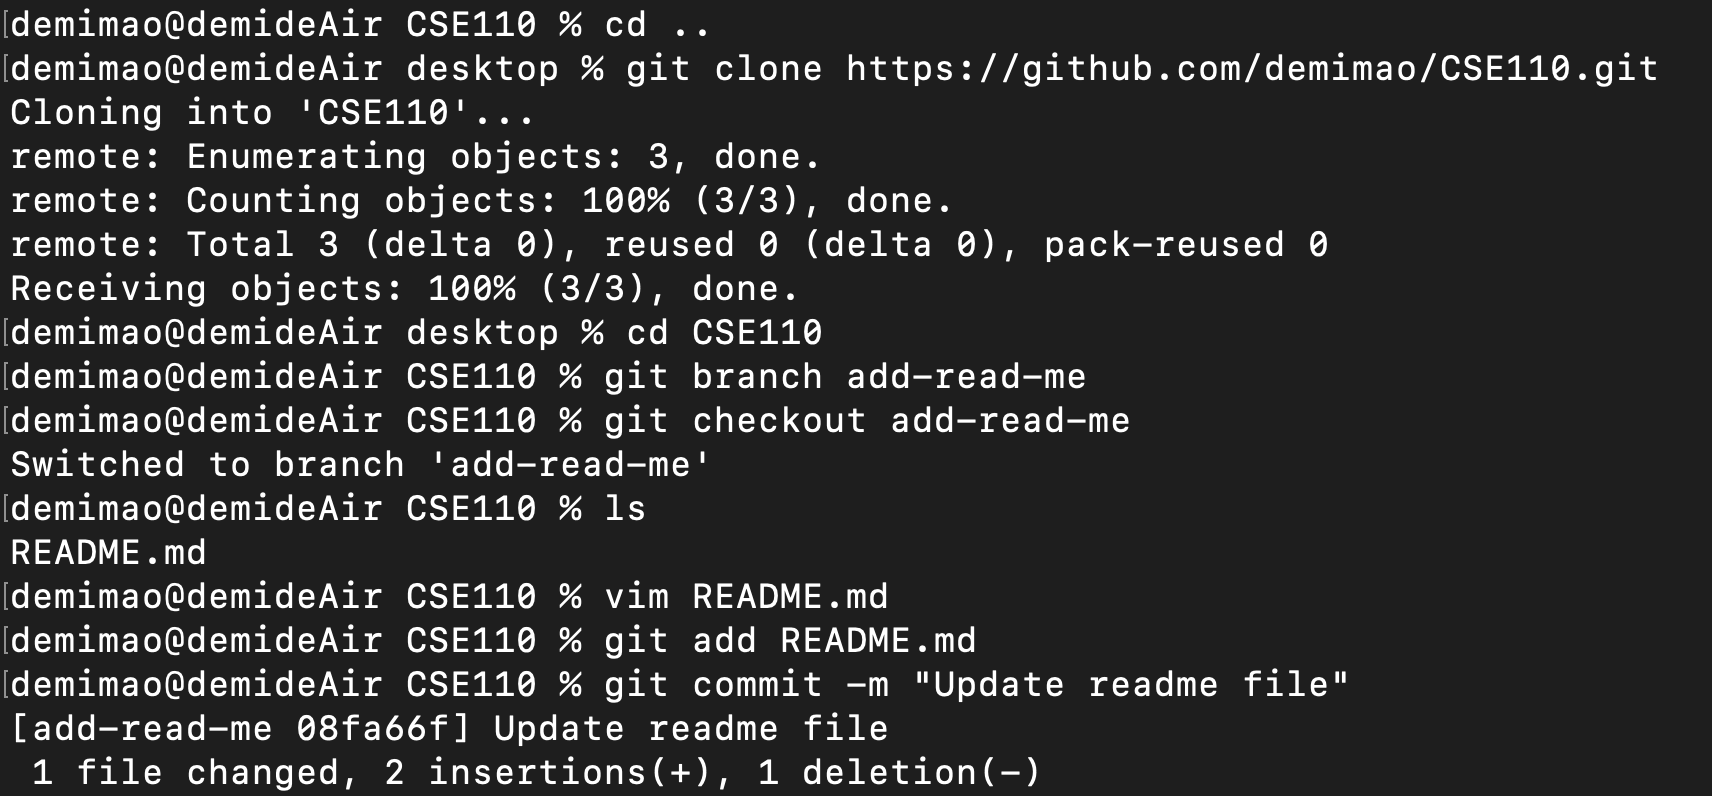 [demimao@demideAir CSE110 % cd ..
[demimao@demideAir desktop % git clone https://github.com/demimao/CSE110.git
Cloning into 'CSE110'...
remote: Enumerating objects: 3, done.
remote: Counting objects: 100% (3/3), done.
remote: Total 3 (delta 0), reused 0 (delta 0), pack-reused 0
Receiving objects: 100% (3/3), done.
[demimao@demideAir desktop % cd CSE110
[demimao@demideAir CSE110 % git branch add-read-me
[demimao@demideAir CSE110 % git checkout add-read-me
Switched to branch 'add-read-me'
[demimao@demideAir CSE110 % ls
README.md
[demimao@demideAir CSE110 % vim README.md
[demimao@demideAir CSE110 % git add README.md
[demimao@demideAir CSE110 % git commit -m "Update readme file"
[add-read-me 08fa66f] Update readme file
 1 file changed, 2 insertions(+), 1 deletion(-)